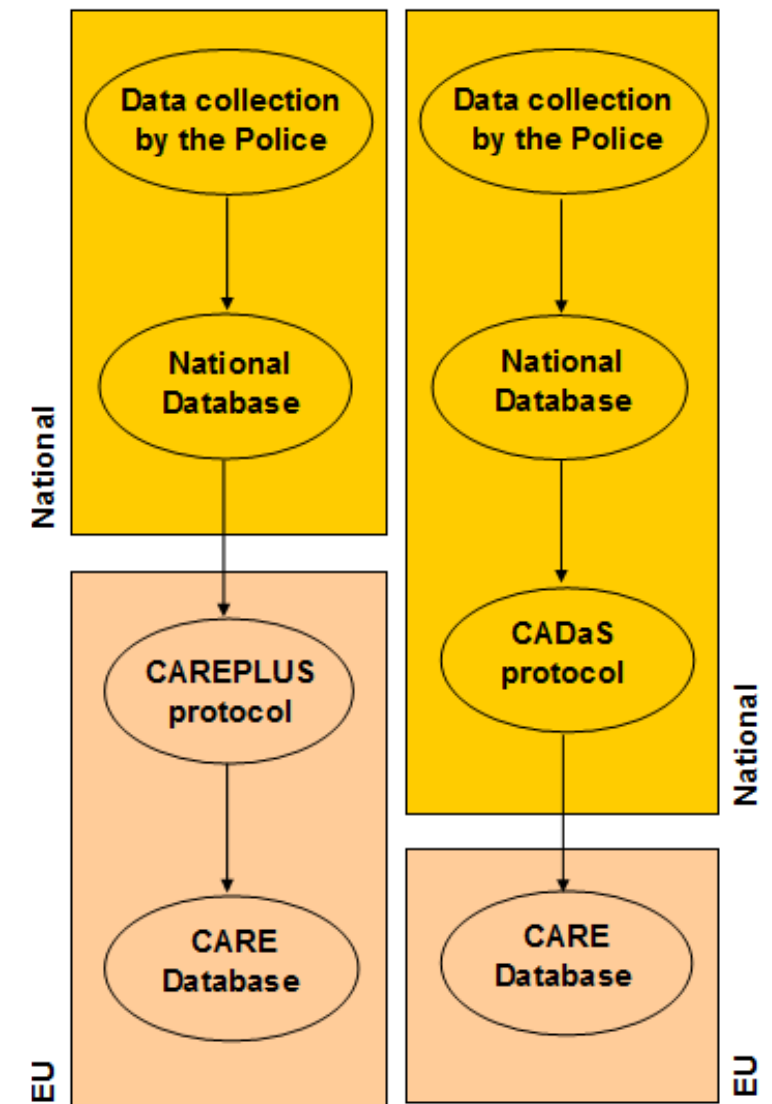 Data collection
by the Police
National
Database
National
CAREPLUS
protocol
CARE
Database
EU
Data collection
by the Police
National
Database
CADaS
protocol
National
CARE
Database
EU